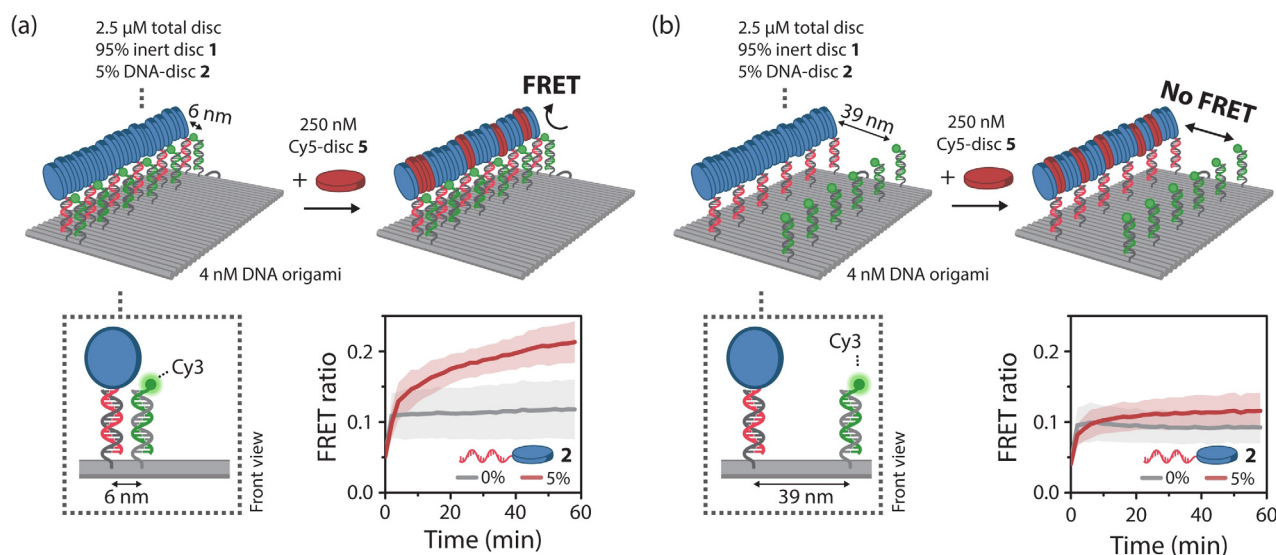 (a)
2.5 µM total disc
95% inert disc 1
5% DNA-disc 2
6 nm
250 nM
Cy5-disc 5
+
FRET
4 nM DNA origami
Cy3
6 nm
Front view
FRET ratio
0.2
0.1
0.0
2
0%
5%
0
20
40
60
Time (min)
(b)
2.5 µM total disc
95% inert disc 1
5% DNA-disc 2
39 nm
250 nM
Cy5-disc 5
+
No FRET
4 nM DNA origami
Cy3
39 nm
Front view
FRET ratio
0.2
0.1
0.0
2
0%
5%
0
20
40
60
Time (min)